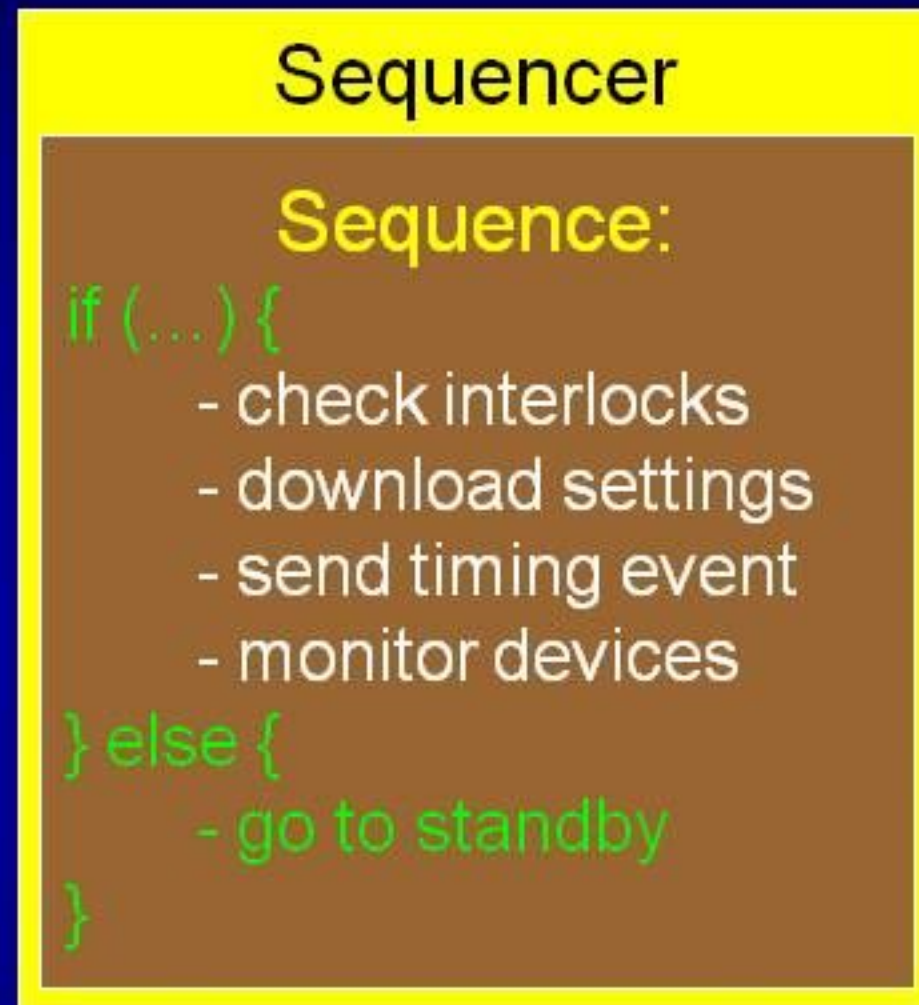 Sequencer
Sequence:
if (...) {
- check interlocks
- download settings
- send timing event
- monitor devices
} else {
- go to standby
}